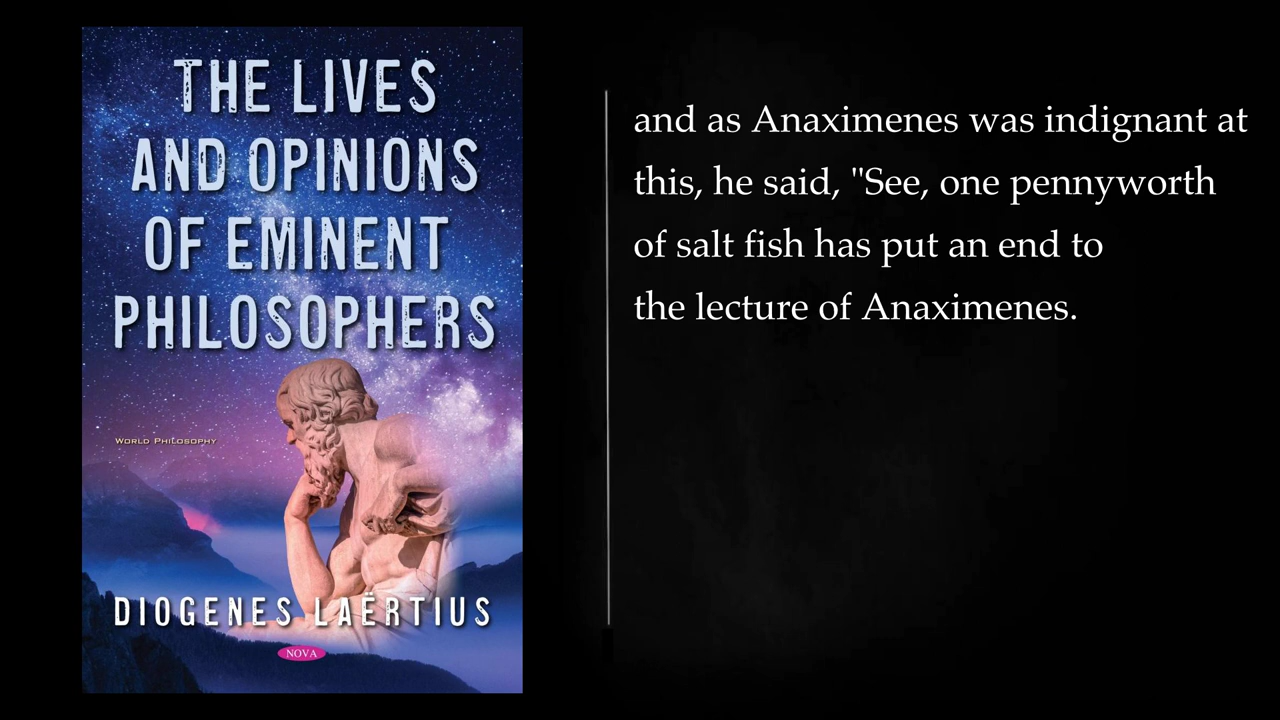 THE LIVES
AND OPINIONS
OF EMINENT
PHILOSOPHERS
WORLD PHILOSOPHY
DIOGENES LAËRTIUS
NOVA
and as Anaximenes was indignant at
this, he said, "See, one pennyworth
of salt fish has put an end to
the lecture of Anaximenes.